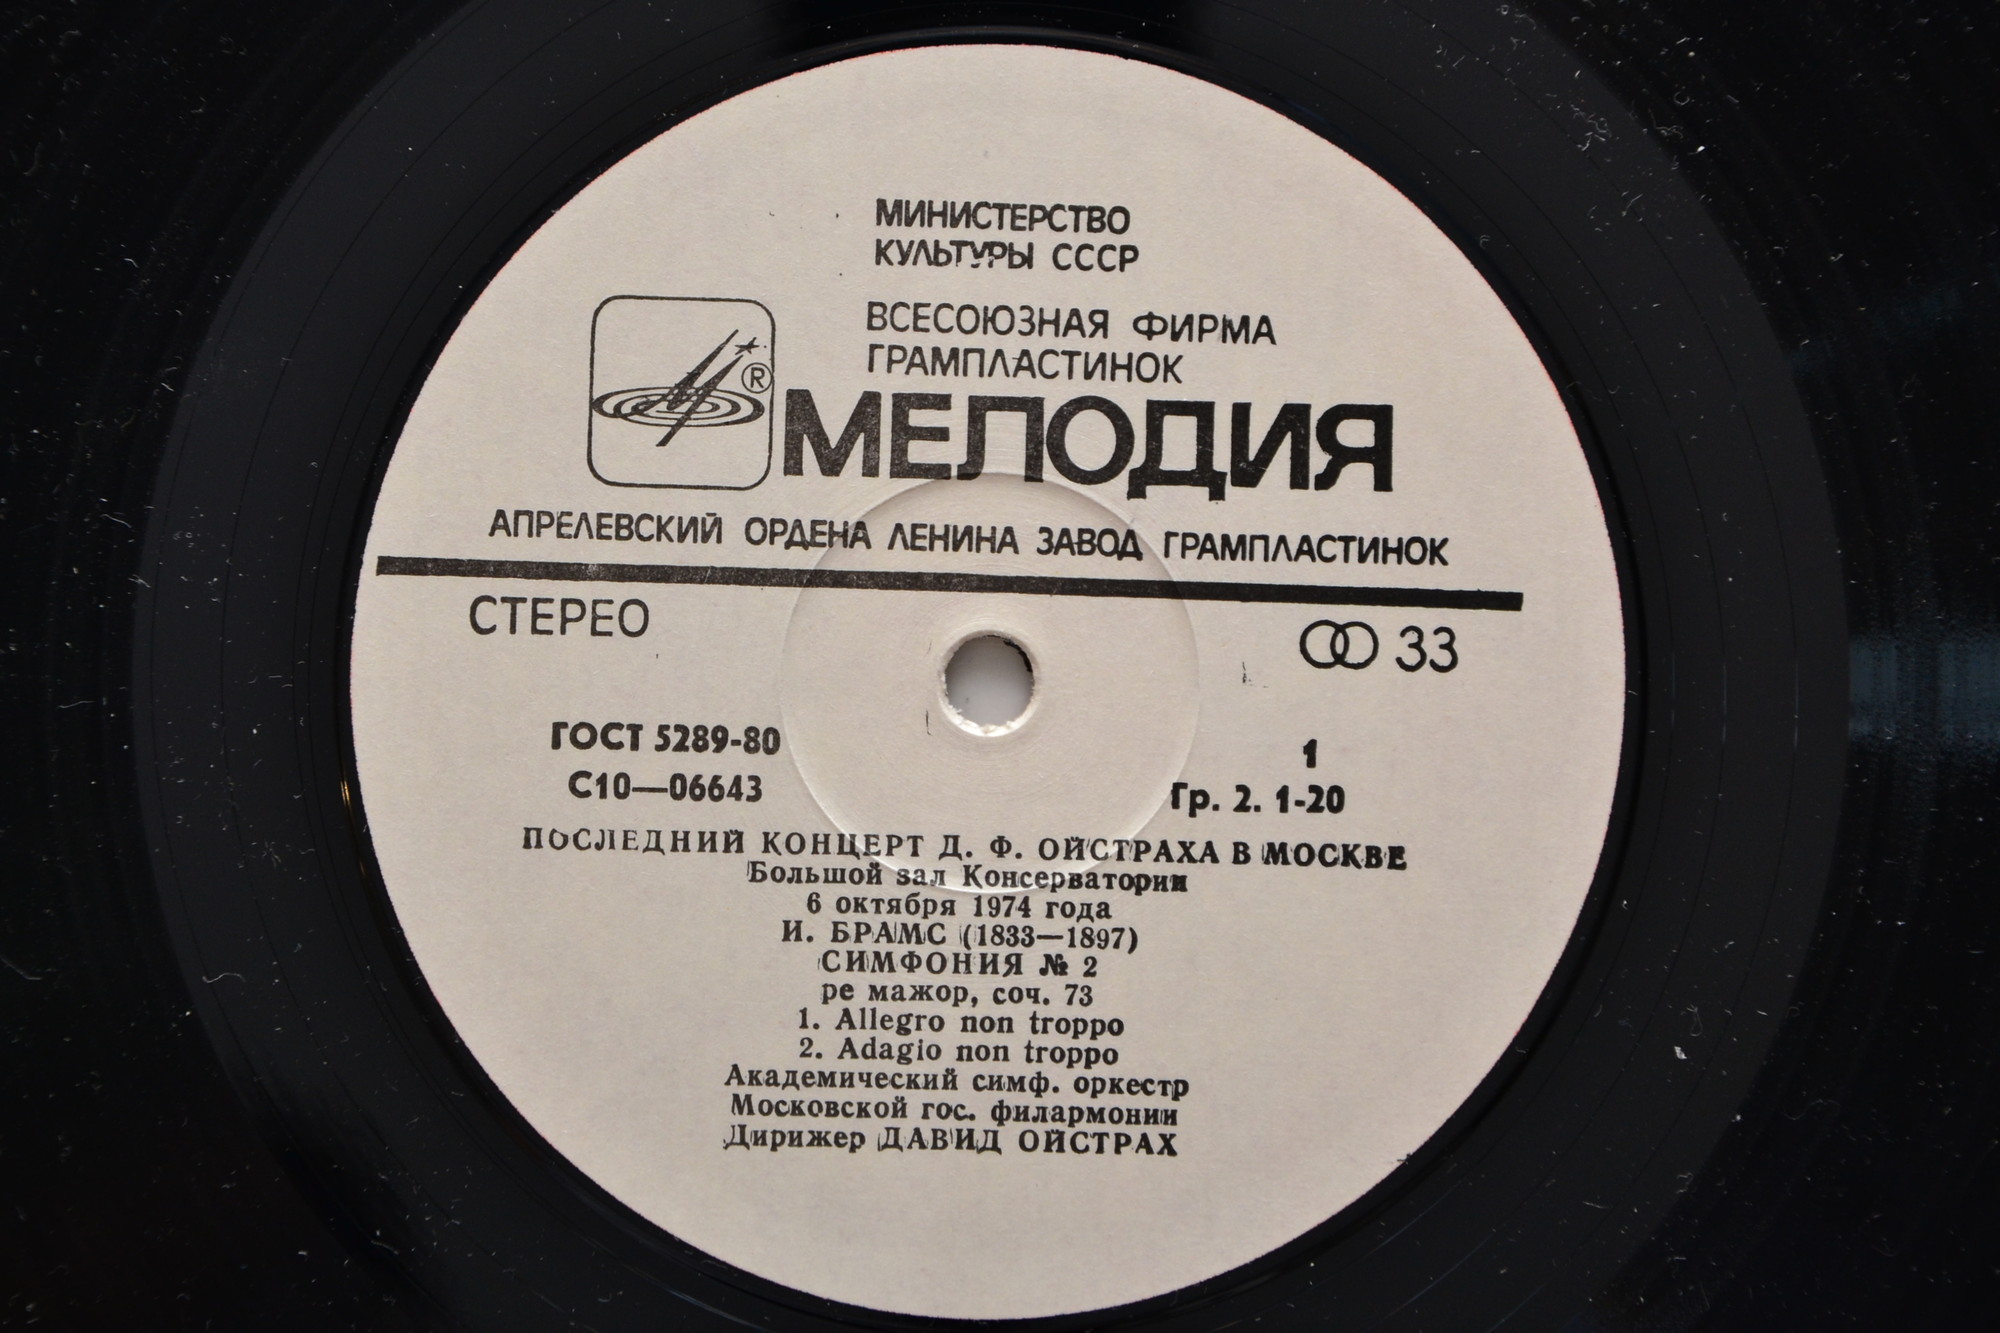 МИНИСТЕРСТВО
КУЛЬТУРЫ СССР
ВСЕСОЮЗНАЯ ФИРМА
ГРАМПЛАСТИНОК
®
МЕЛОДИЯ
АПРЕЛЕВСКИЙ ОРДЕНА ЛЕНИНА ЗАВОД ГРАМПЛАСТИНОК
СТЕРЕО
33
ГОСТ 5289-80
1
С10—06643
Гр. 2. 1-20
ПОСЛЕДНИЙ КОНЦЕРТ Д. Ф. ОЙСТРАХА В МОСКВЕ
Большой зал Консерватории
6 октября 1974 года
И. БРАМС (1833—1897)
СИМФОНИЯ № 2
ре мажор, соч. 73
1. Allegro non troppo
2. Adagio non troppo
Академический симф. оркестр
Московской гос. филармонии
Дирижер ДАВИД ОЙСТРАХ